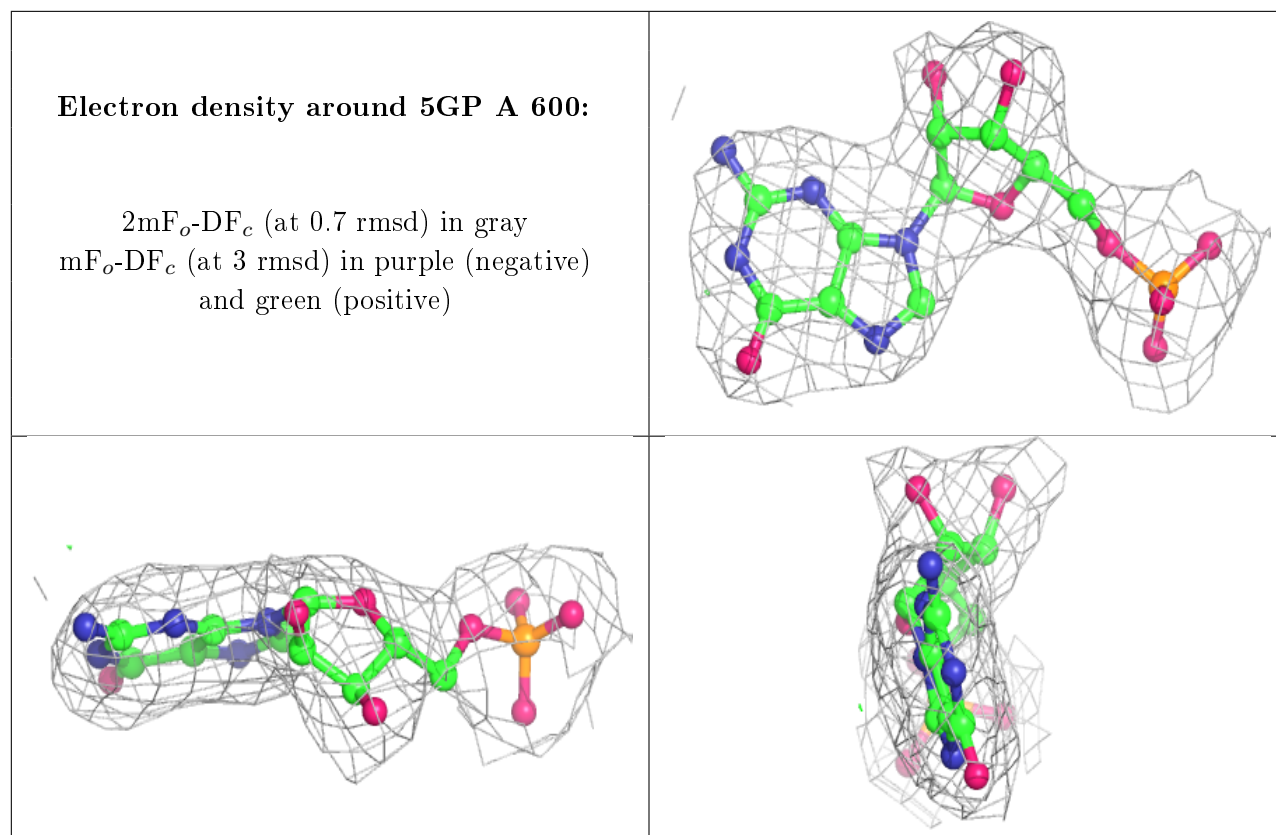 Electron density around 5GP A 600:
2mFₒ-DF𝒸 (at 0.7 rmsd) in gray
mFₒ-DF𝒸 (at 3 rmsd) in purple (negative)
and green (positive)